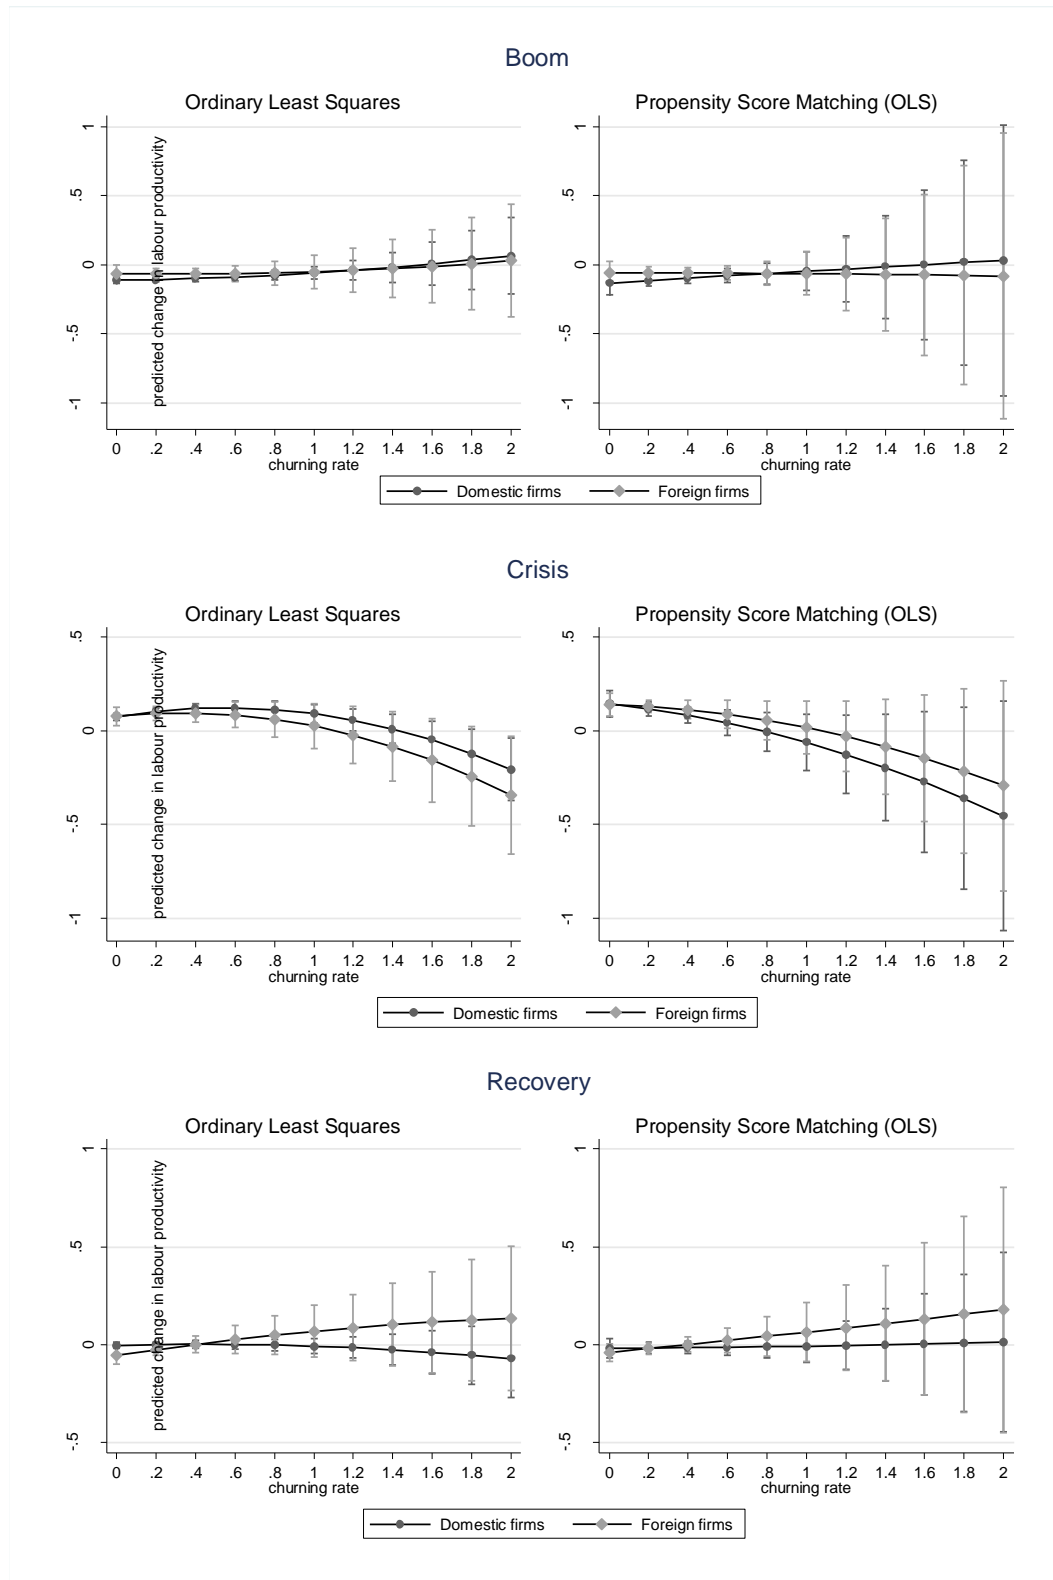 Boom
Ordinary Least Squares
Propensity Score Matching (OLS)
predicted change in labour productivity
1
.5
0
-.5
-1
0 .2 .4 .6 .8 1 1.2 1.4 1.6 1.8 2
churning rate
1
.5
0
-.5
-1
0 .2 .4 .6 .8 1 1.2 1.4 1.6 1.8 2
churning rate
Domestic firms Foreign firms
Crisis
Ordinary Least Squares
Propensity Score Matching (OLS)
predicted change in labour productivity
.5
0
-.5
-1
0 .2 .4 .6 .8 1 1.2 1.4 1.6 1.8 2
churning rate
.5
0
-.5
-1
0 .2 .4 .6 .8 1 1.2 1.4 1.6 1.8 2
churning rate
Domestic firms Foreign firms
Recovery
Ordinary Least Squares
Propensity Score Matching (OLS)
predicted change in labour productivity
1
.5
0
-.5
0 .2 .4 .6 .8 1 1.2 1.4 1.6 1.8 2
churning rate
1
.5
0
-.5
0 .2 .4 .6 .8 1 1.2 1.4 1.6 1.8 2
churning rate
Domestic firms Foreign firms